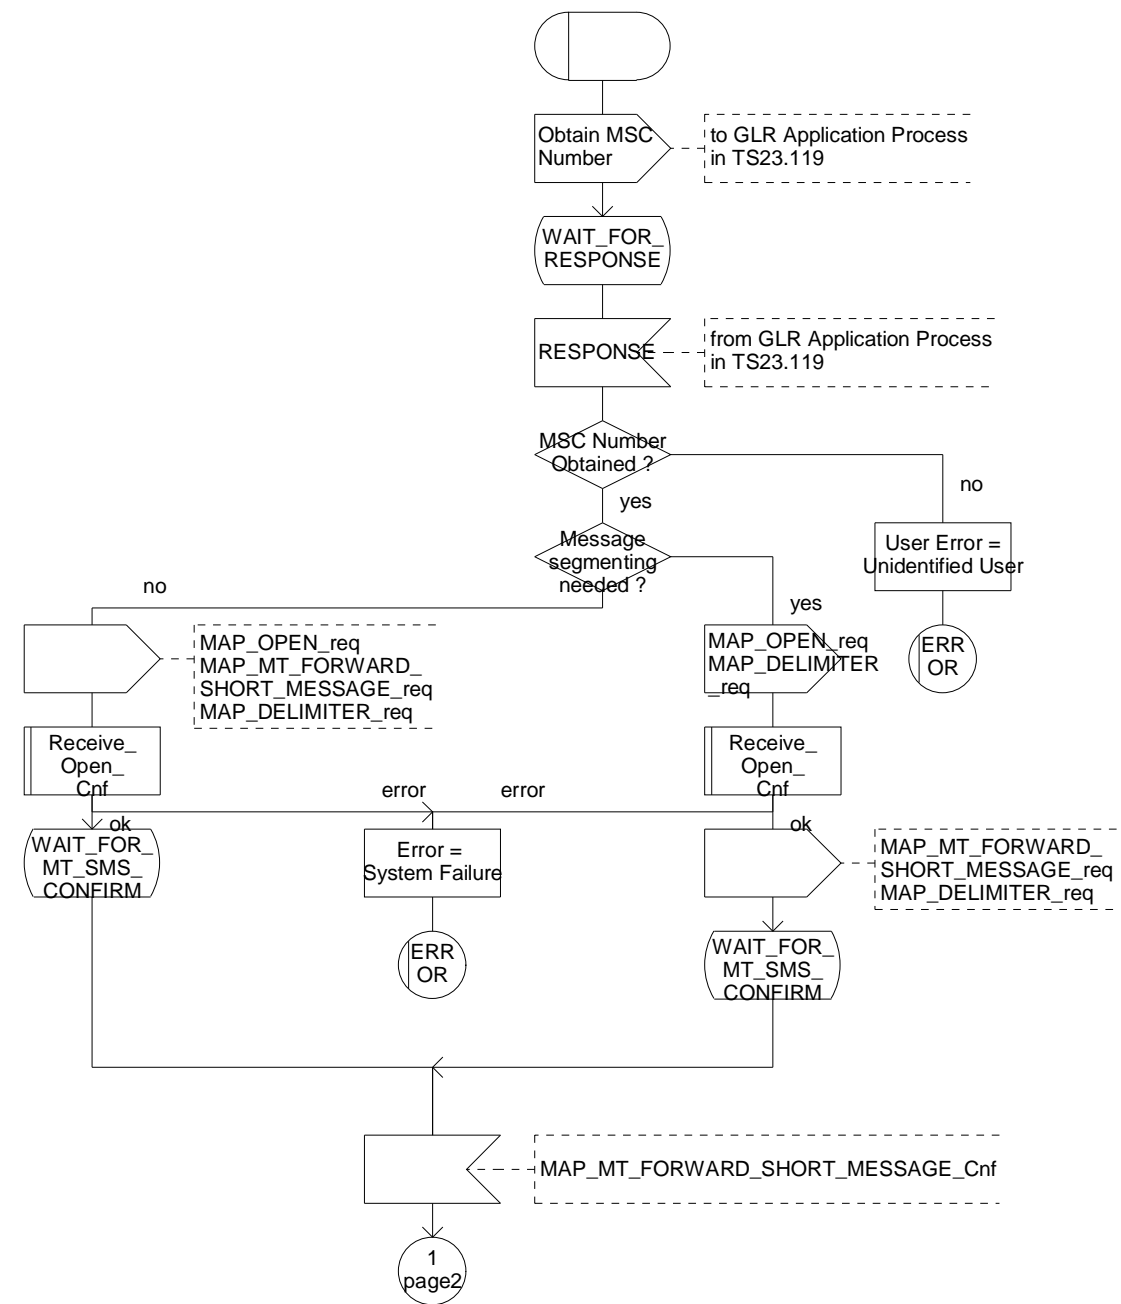 Obtain MSC
Number
to GLR Application Process
in TS23.119
WAIT_FOR_
RESPONSE
RESPONSE
from GLR Application Process
in TS23.119
MSC Number
Obtained ?
no
yes
User Error =
Unidentified User
ERR
OR
Message
segmenting
needed ?
no
yes
MAP_OPEN_req
MAP_MT_FORWARD_
SHORT_MESSAGE_req
MAP_DELIMITER_req
MAP_OPEN_req
MAP_DELIMITER
_req
Receive_
Open_
Cnf
Receive_
Open_
Cnf
error
error
ok
ok
WAIT_FOR_
MT_SMS_
CONFIRM
Error =
System Failure
MAP_MT_FORWARD_
SHORT_MESSAGE_req
MAP_DELIMITER_req
ERR
OR
WAIT_FOR_
MT_SMS_
CONFIRM
MAP_MT_FORWARD_SHORT_MESSAGE_Cnf
1
page2